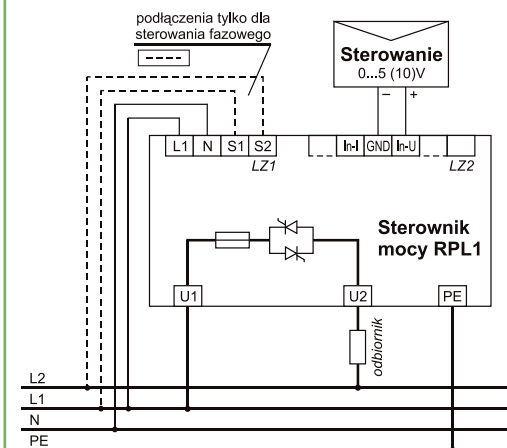 podłączenia tylko dla
sterowania fazowego
Sterowanie
0...5 (10)V
– +
L1 N S1 S2 In-I GND In-U
LZ1 LZ2
Sterownik
mocy RPL1
U1 U2 PE
odbiornik
L2
L1
N
PE